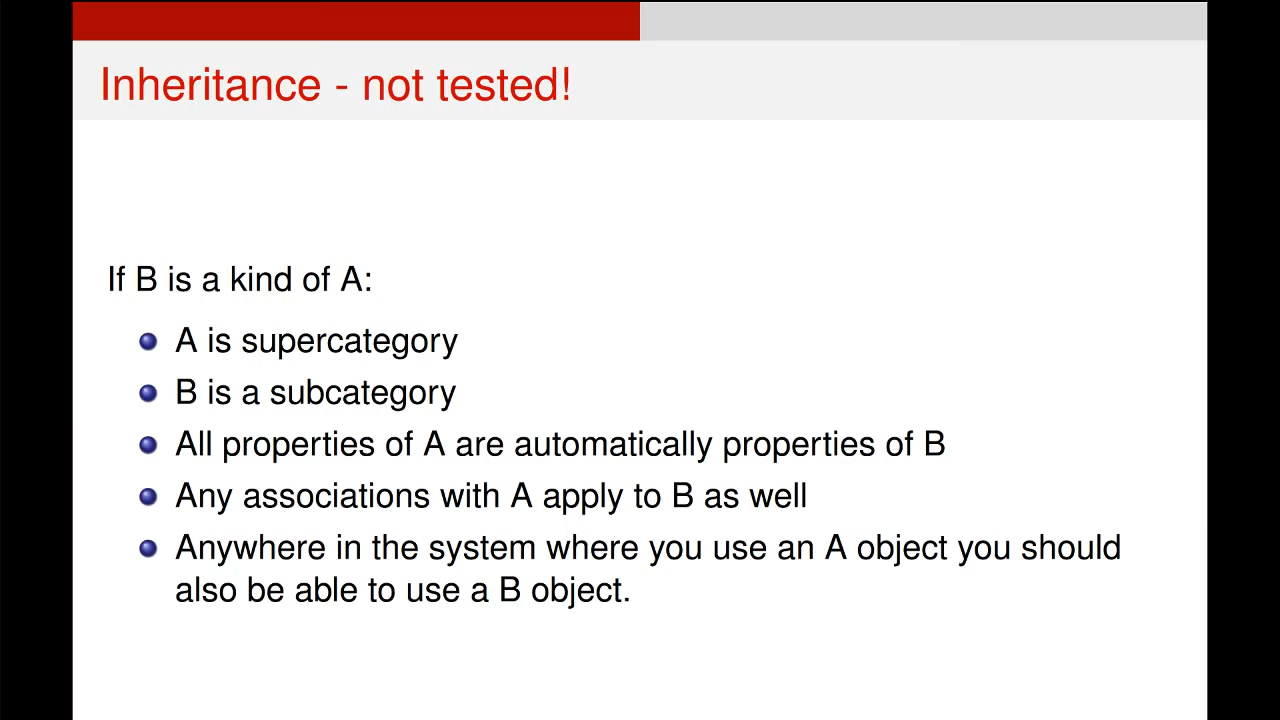 Inheritance - not tested!
If B is a kind of A:
A is supercategory
B is a subcategory
All properties of A are automatically properties of B
Any associations with A apply to B as well
Anywhere in the system where you use an A object you should
also be able to use a B object.